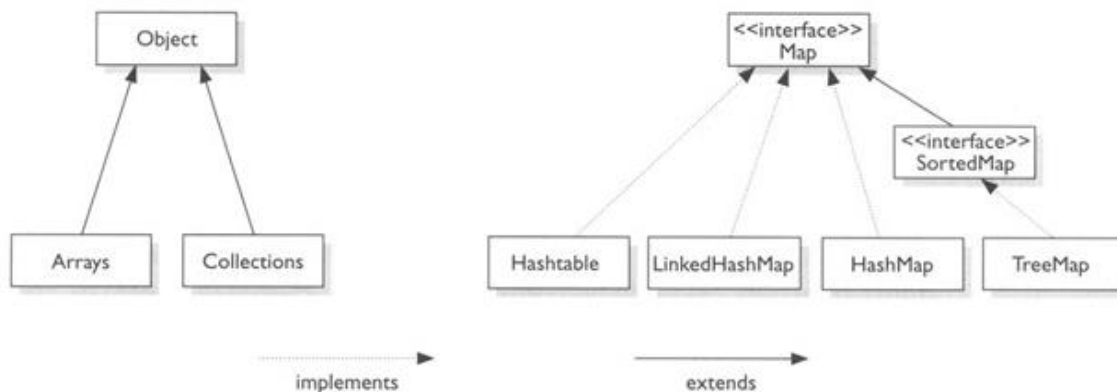 Object
<<interface>>
Map
<<interface>>
SortedMap
Arrays
Collections
Hashtable
LinkedHashMap
HashMap
TreeMap
implements
extends